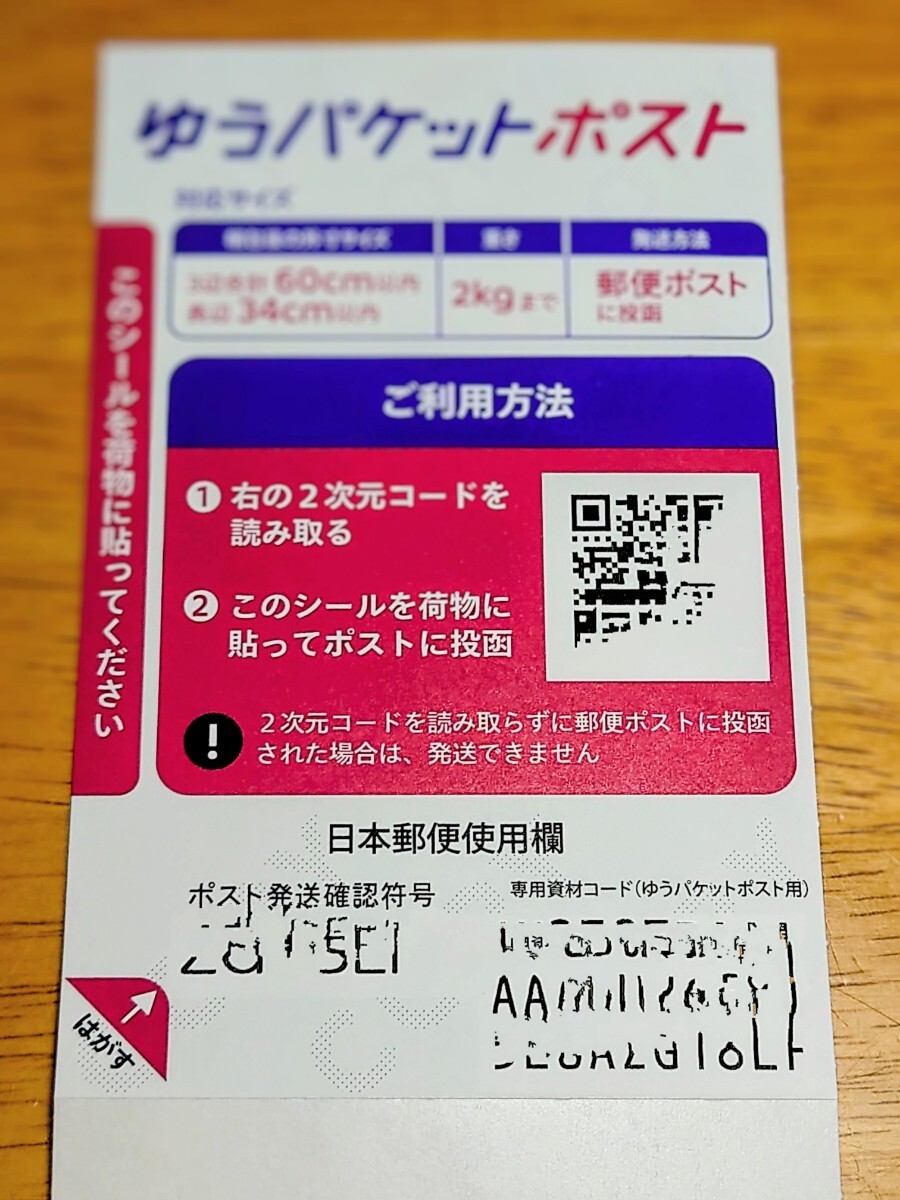 ゆうパケットポスト
対応サイズ
梱包後の外寸サイズ
重さ
発送方法
3辺合計 60cm以内
長辺 34cm以内
2kgまで
郵便ポスト
に投函
このシールを荷物に貼ってください
ご利用方法
① 右の２次元コードを
読み取る
② このシールを荷物に
貼ってポストに投函
! ２次元コードを読み取らずに郵便ポストに投函
された場合は、発送できません
日本郵便使用欄
ポスト発送確認符号
専用資材コード(ゆうパケットポスト用)
はがす